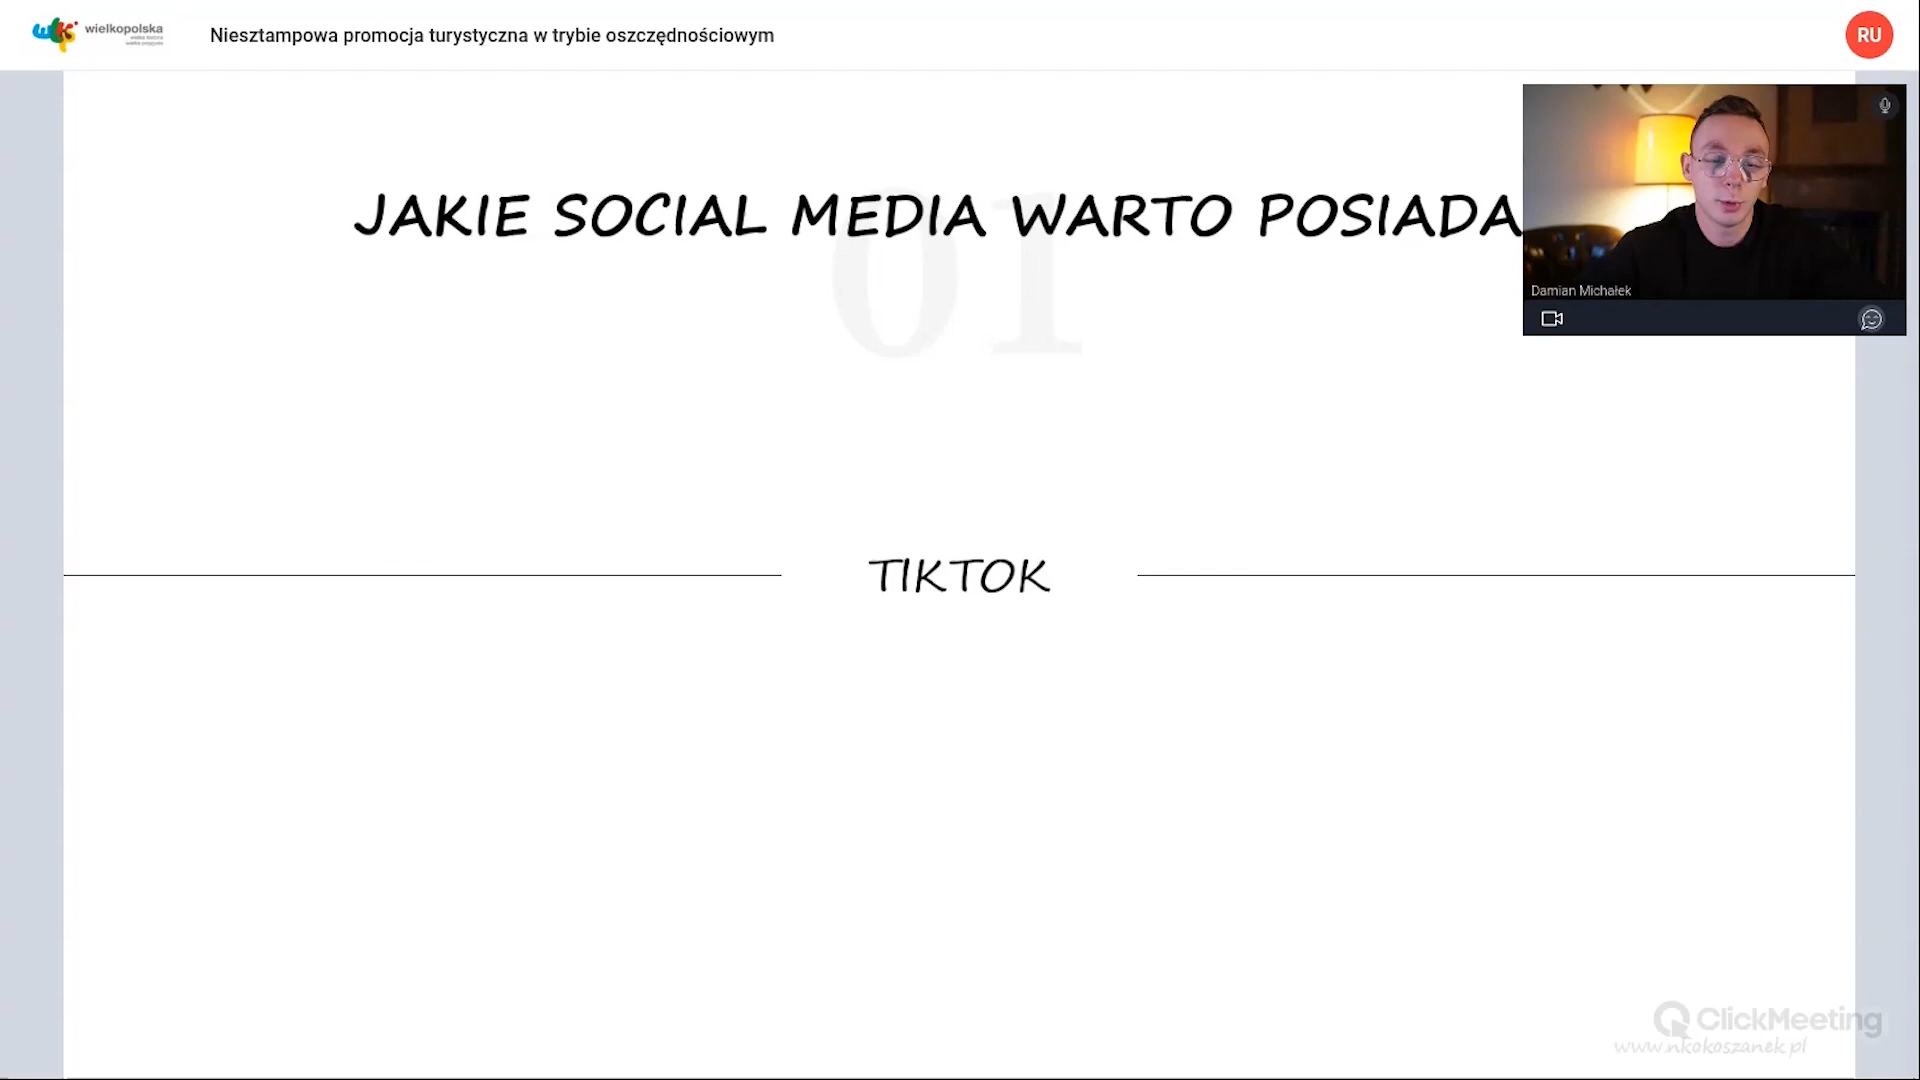 wielkopolska
Niesztampowa promocja turystyczna w trybie oszczędnościowym
RU
01
JAKIE SOCIAL MEDIA WARTO POSIADA
Damian Michałek
TIKTOK
ClickMeeting
www.nkokoszanek.pl